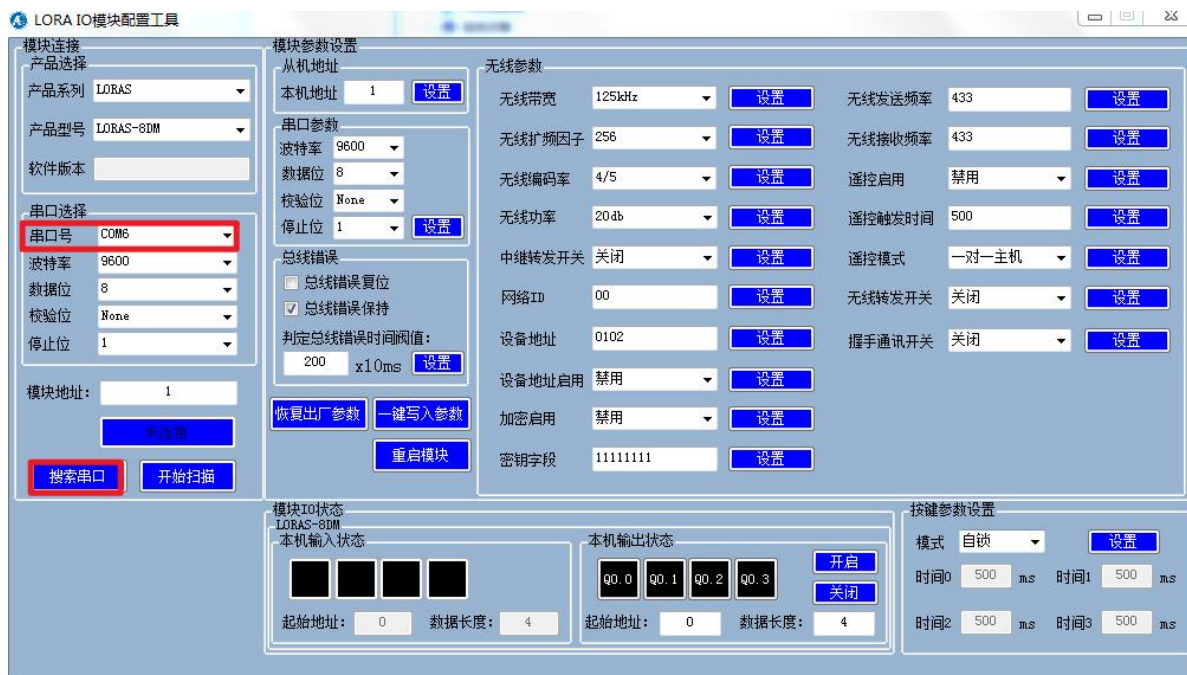 LORA IO模块配置工具
模块连接
产品选择
产品系列 LORAS
产品型号 LORAS-8DM
软件版本
串口选择
串口号 COM6
波特率 9600
数据位 8
校验位 None
停止位 1
模块地址: 1
未连接
搜索串口 开始扫描
模块参数设置
从机地址
本机地址 1 设置
串口参数
波特率 9600
数据位 8
校验位 None
停止位 1 设置
总线错误
总线错误复位
总线错误保持
判定总线错误时间阀值:
200 x10ms 设置
恢复出厂参数 一键写入参数
重启模块
无线参数
无线带宽 125kHz 设置
无线扩频因子 256 设置
无线编码率 4/5 设置
无线功率 20db 设置
中继转发开关 关闭 设置
网络ID 00 设置
设备地址 0102 设置
设备地址启用 禁用 设置
加密启用 禁用 设置
密钥字段 11111111 设置
无线发送频率 433 设置
无线接收频率 433 设置
遥控启用 禁用 设置
遥控触发时间 500 设置
遥控模式 一对一主机 设置
无线转发开关 关闭 设置
握手通讯开关 关闭 设置
模块IO状态
LORAS-8DM
本机输入状态
起始地址: 0 数据长度: 4
本机输出状态
Q0.0 Q0.1 Q0.2 Q0.3
开启
关闭
起始地址: 0 数据长度: 4
按键参数设置
模式 自锁 设置
时间0 500 ms 时间1 500 ms
时间2 500 ms 时间3 500 ms